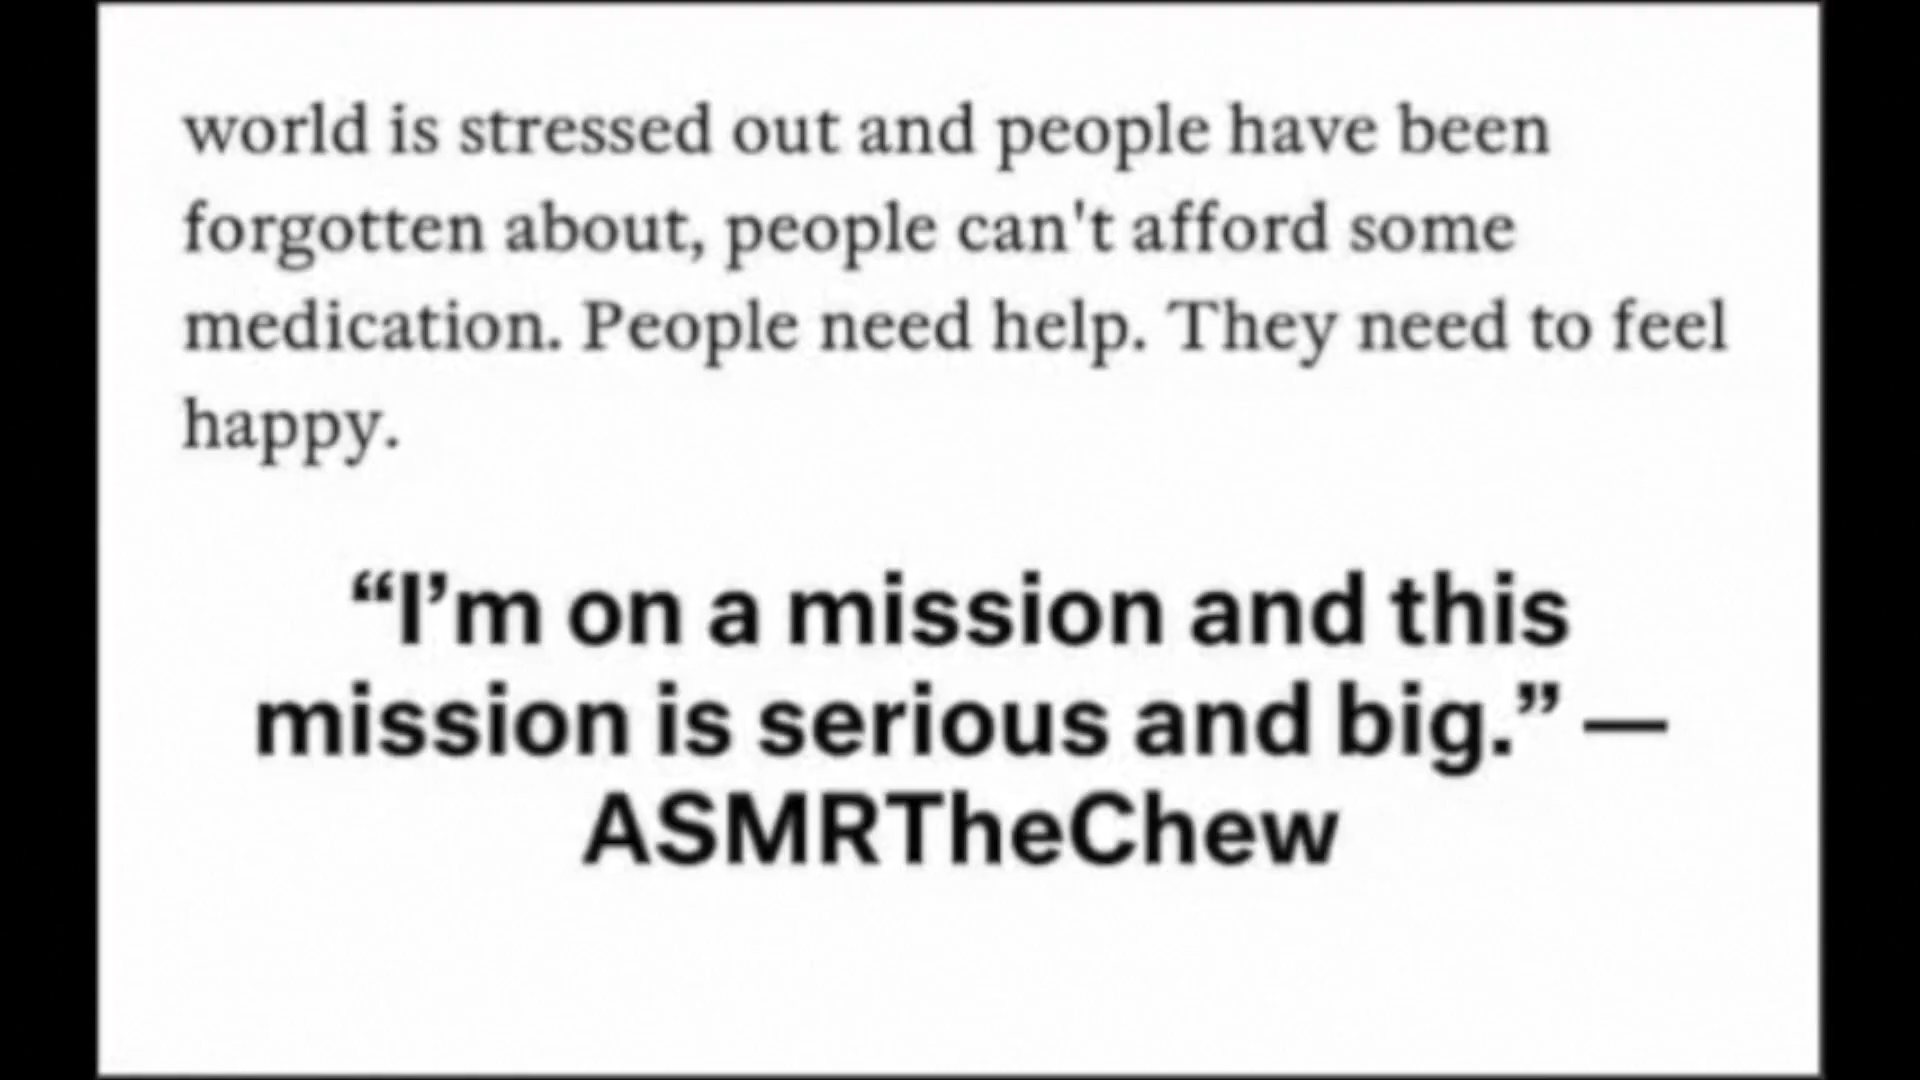 world is stressed out and people have been
forgotten about, people can't afford some
medication. People need help. They need to feel
happy.
“I’m on a mission and this
mission is serious and big.” —
ASMRTheChew